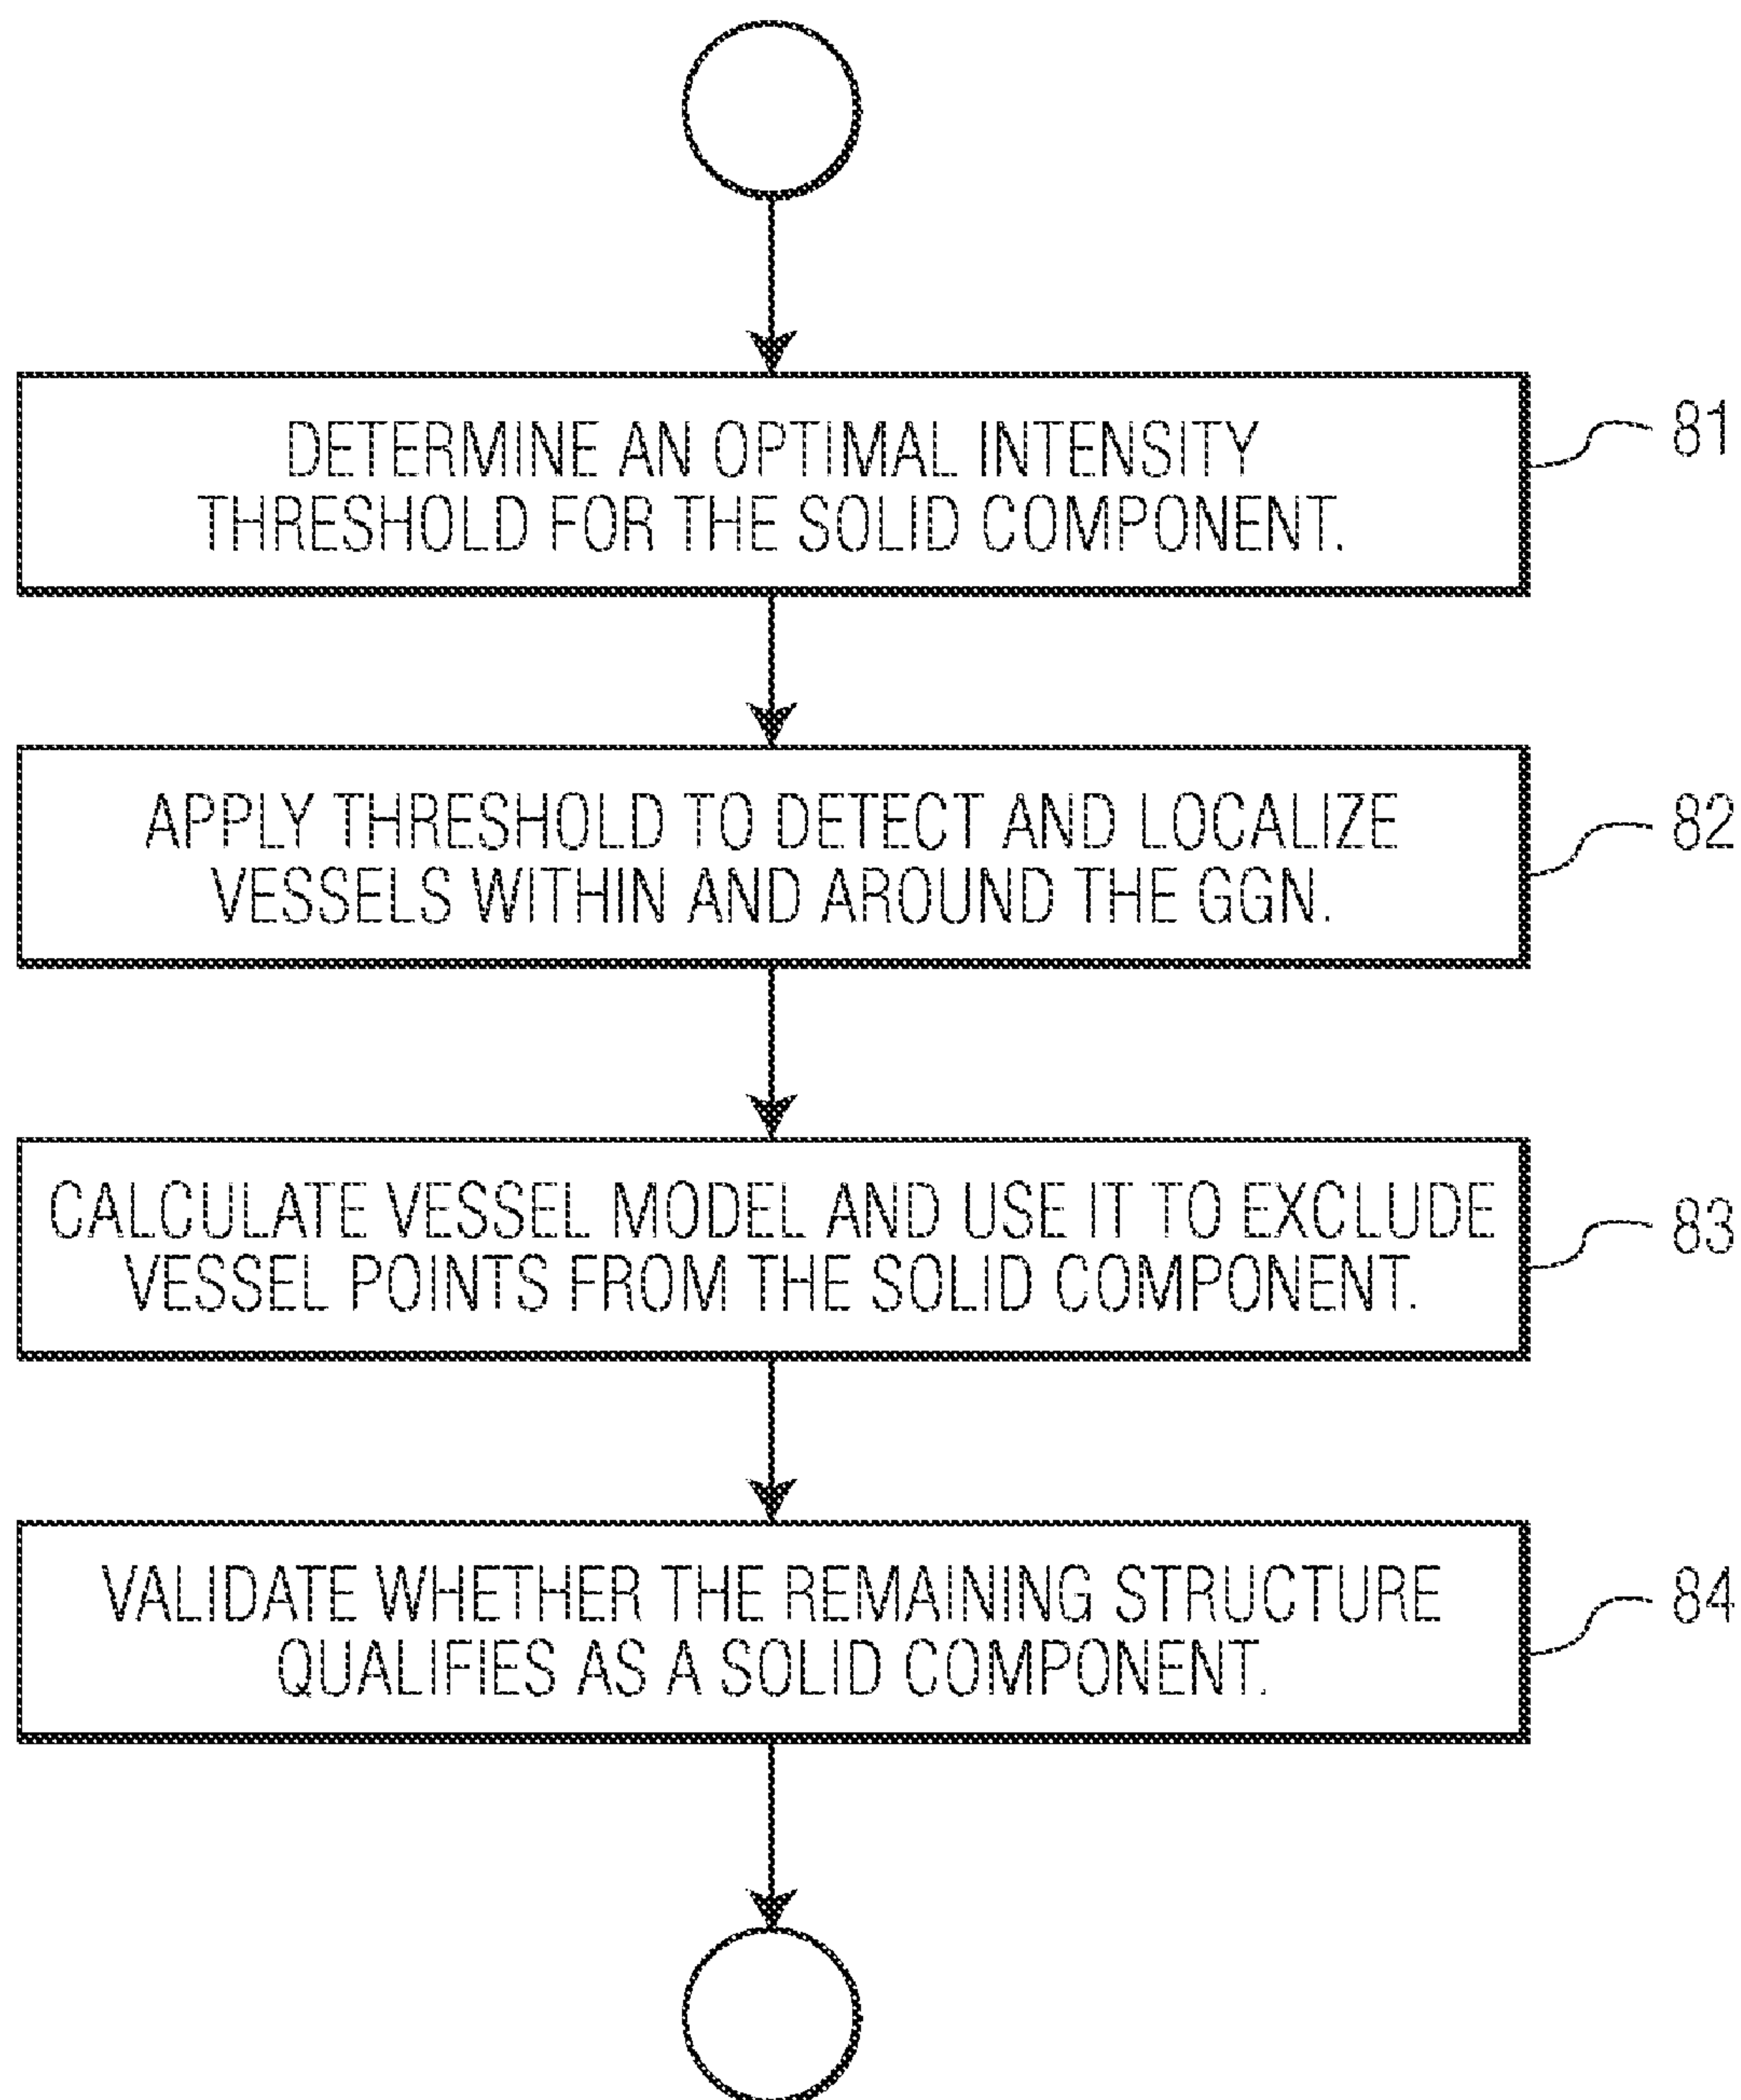 DETERMINE AN OPTIMAL INTENSITY
THRESHOLD FOR THE SOLID COMPONENT.
81
APPLY THRESHOLD TO DETECT AND LOCALIZE
VESSELS WITHIN AND AROUND THE GGN.
82
CALCULATE VESSEL MODEL AND USE IT TO EXCLUDE
VESSEL POINTS FROM THE SOLID COMPONENT.
83
VALIDATE WHETHER THE REMAINING STRUCTURE
QUALIFIES AS A SOLID COMPONENT.
84